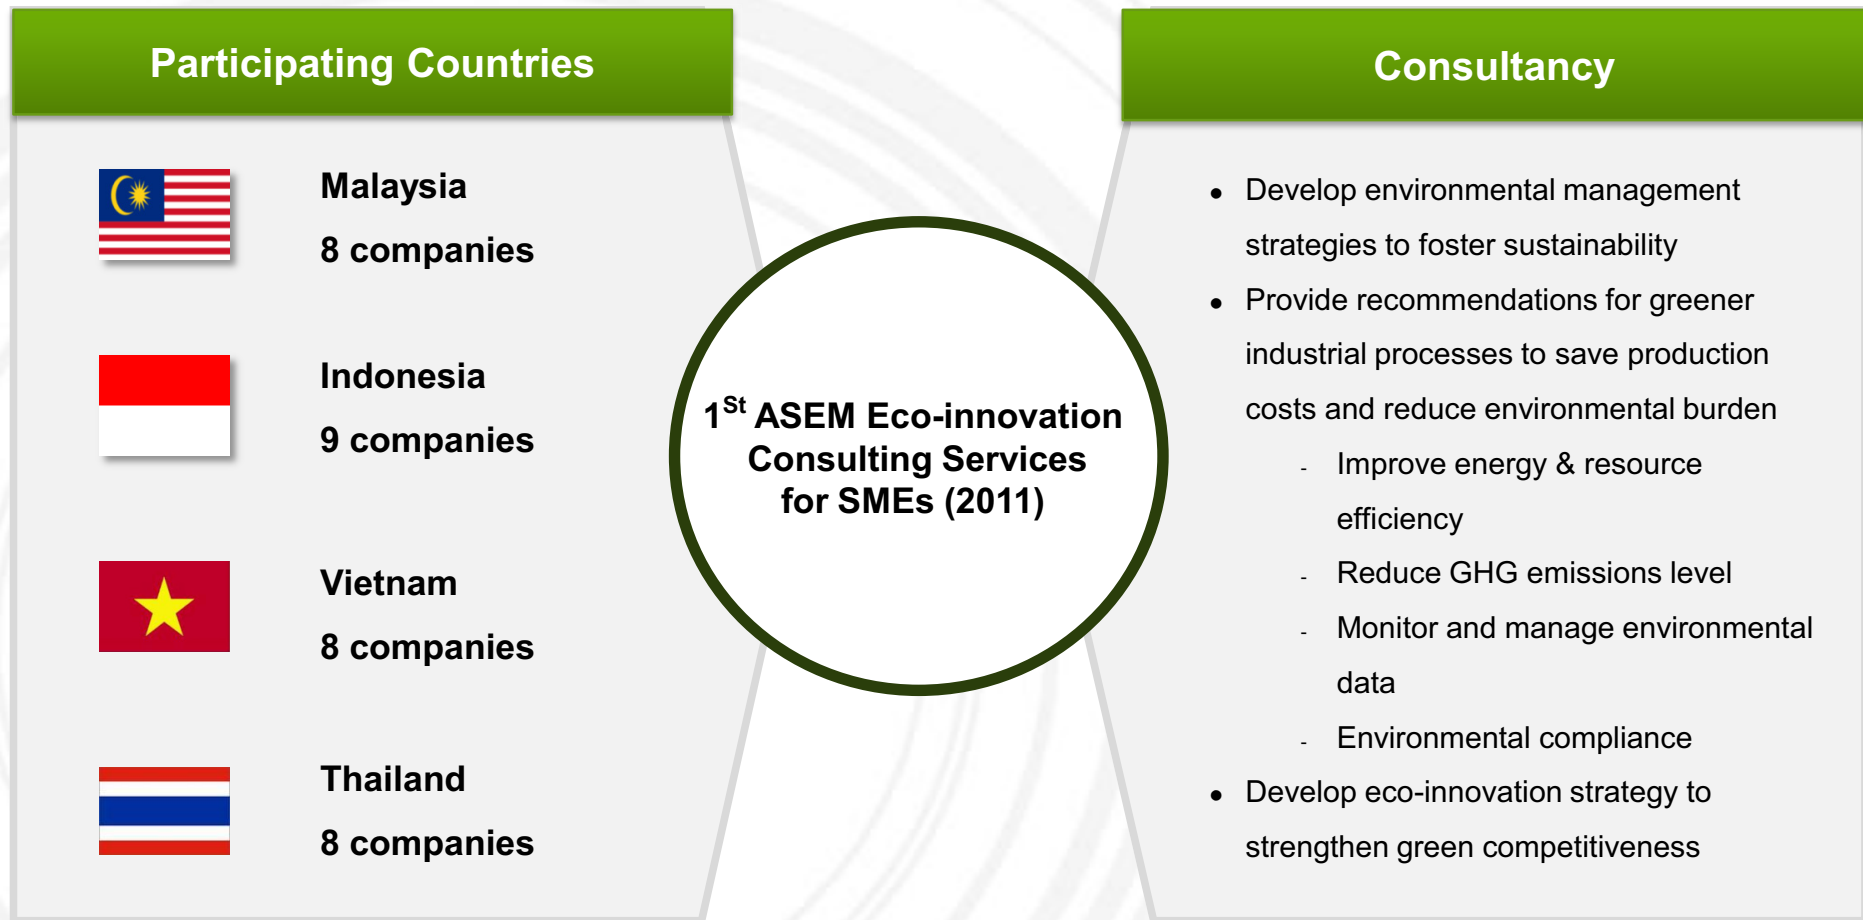 Participating Countries
Malaysia
8 companies
Indonesia
9 companies
Vietnam
8 companies
Thailand
8 companies
1St ASEM Eco-innovation
Consulting Services
for SMEs (2011)
Consultancy
● Develop environmental management
strategies to foster sustainability
● Provide recommendations for greener
industrial processes to save production
costs and reduce environmental burden
- Improve energy & resource
efficiency
- Reduce GHG emissions level
- Monitor and manage environmental
data
- Environmental compliance
● Develop eco-innovation strategy to
strengthen green competitiveness